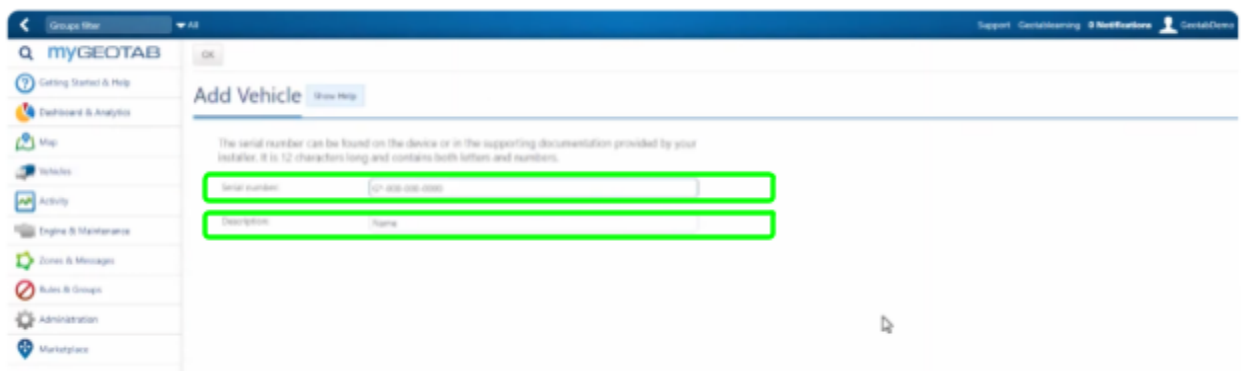 Groups filter
All
Support Geotablearning 0 Notifications GeotabDemo
myGEOTAB
OK
Getting Started & Help
Add Vehicle Show Help
Dashboard & Analytics
Map
The serial number can be found on the device or in the supporting documentation provided by your
installer. It is 12 characters long and contains both letters and numbers.
Vehicles
Serial number:
Activity
Description: Name
Engine & Maintenance
Zones & Messages
Rules & Groups
Administration
Marketplace